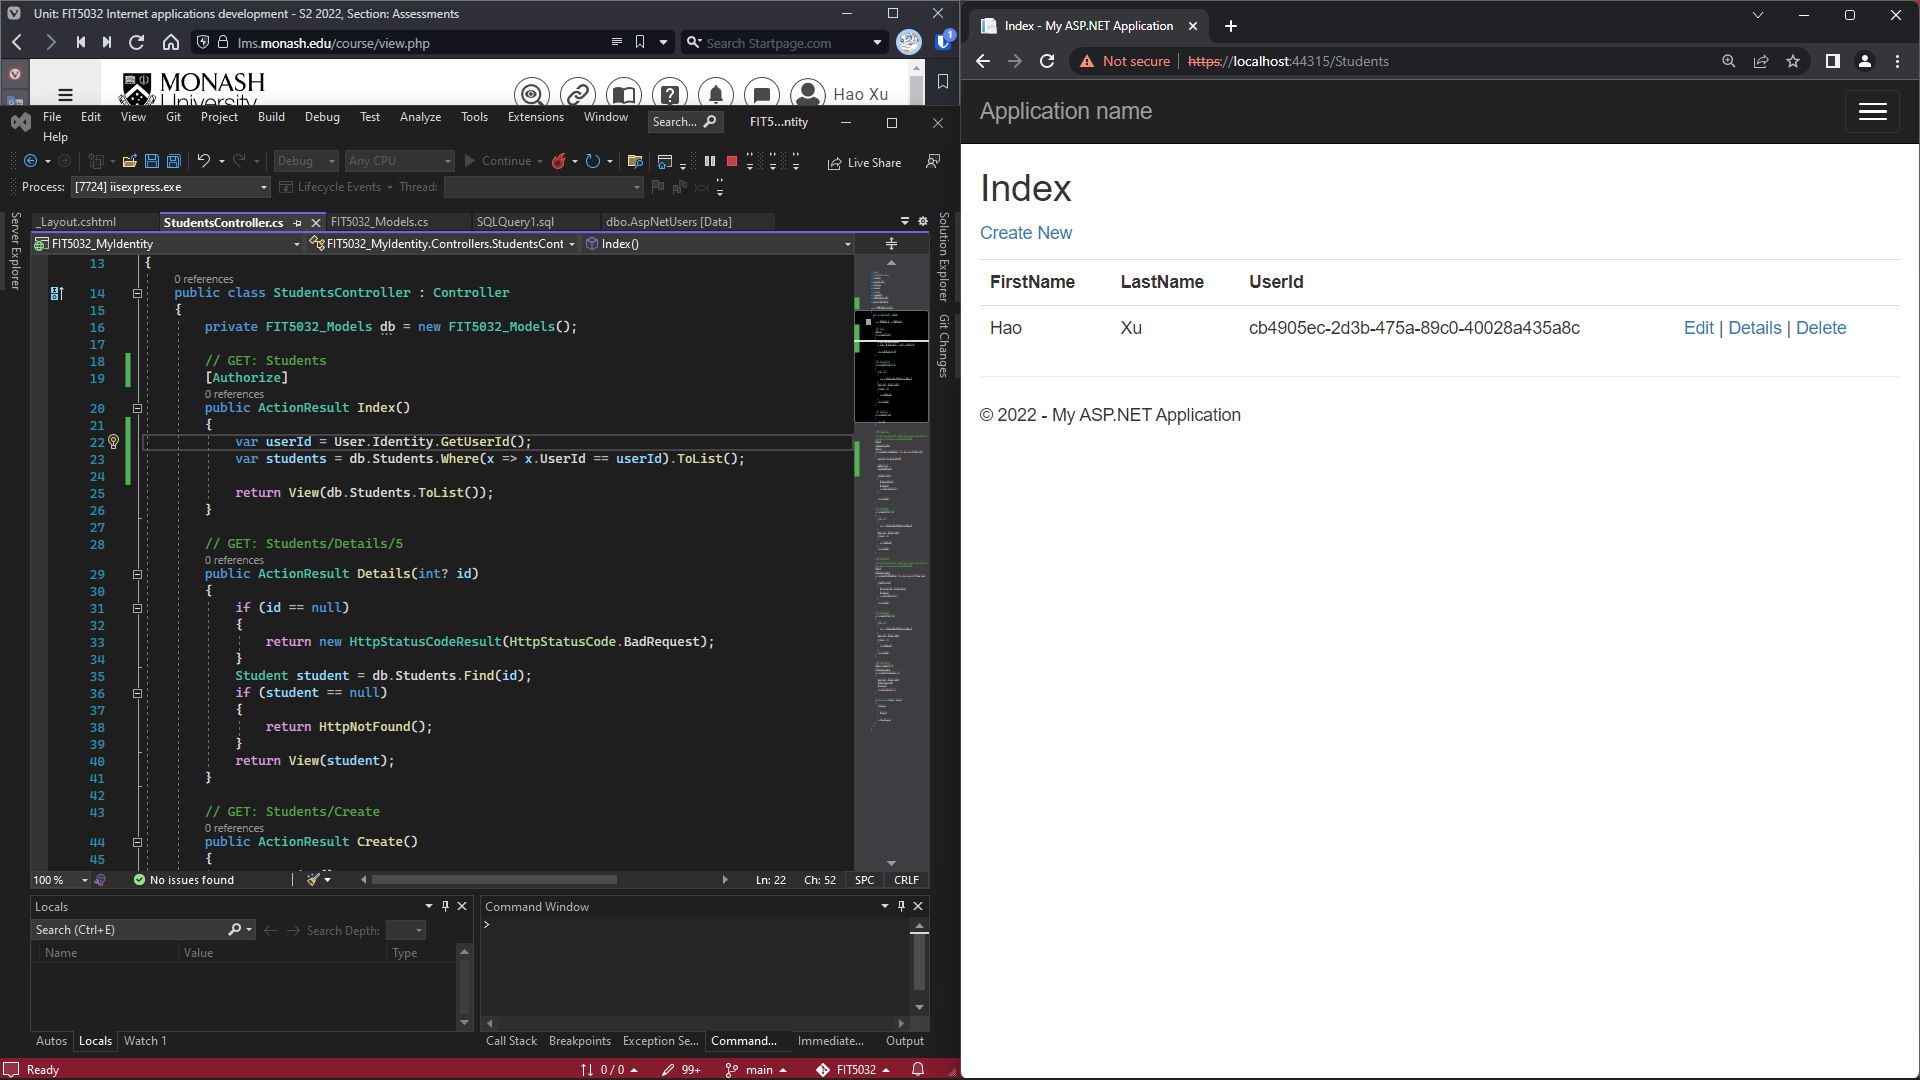 Unit: FIT5032 Internet applications development - S2 2022, Section: Assessments
lms.monash.edu/course/view.php
Search Startpage.com
1
MONASH
University
Hao Xu
File Edit View Git Project Build Debug Test Analyze Tools Extensions Window Help
Search...
FIT5...ntity
Debug
Any CPU
Continue
Live Share
Process: [7724] iisexpress.exe
Lifecycle Events
Thread:
Server Explorer
Solution Explorer
Git Changes
_Layout.cshtml
StudentsController.cs
FIT5032_Models.cs
SQLQuery1.sql
dbo.AspNetUsers [Data]
FIT5032_MyIdentity
FIT5032_MyIdentity.Controllers.StudentsCont
Index()
13 {
0 references
14 public class StudentsController : Controller
15 {
16 private FIT5032_Models db = new FIT5032_Models();
17
18 // GET: Students
19 [Authorize]
0 references
20 public ActionResult Index()
21 {
22 var userId = User.Identity.GetUserId();
23 var students = db.Students.Where(x => x.UserId == userId).ToList();
24
25 return View(db.Students.ToList());
26 }
27
28 // GET: Students/Details/5
0 references
29 public ActionResult Details(int? id)
30 {
31 if (id == null)
32 {
33 return new HttpStatusCodeResult(HttpStatusCode.BadRequest);
34 }
35 Student student = db.Students.Find(id);
36 if (student == null)
37 {
38 return HttpNotFound();
39 }
40 return View(student);
41 }
42
43 // GET: Students/Create
0 references
44 public ActionResult Create()
45 {
100 %
No issues found
Ln: 22 Ch: 52 SPC CRLF
Locals
Search (Ctrl+E)
Search Depth:
Name Value Type
Autos Locals Watch 1
Command Window
>
Call Stack Breakpoints Exception Se... Command... Immediate... Output
Ready
0 / 0
99+
main
FIT5032
Index - My ASP.NET Application
Not secure
https://localhost:44315/Students
Application name
Index
Create New
FirstName LastName UserId
Hao Xu cb4905ec-2d3b-475a-89c0-40028a435a8c Edit | Details | Delete
© 2022 - My ASP.NET Application